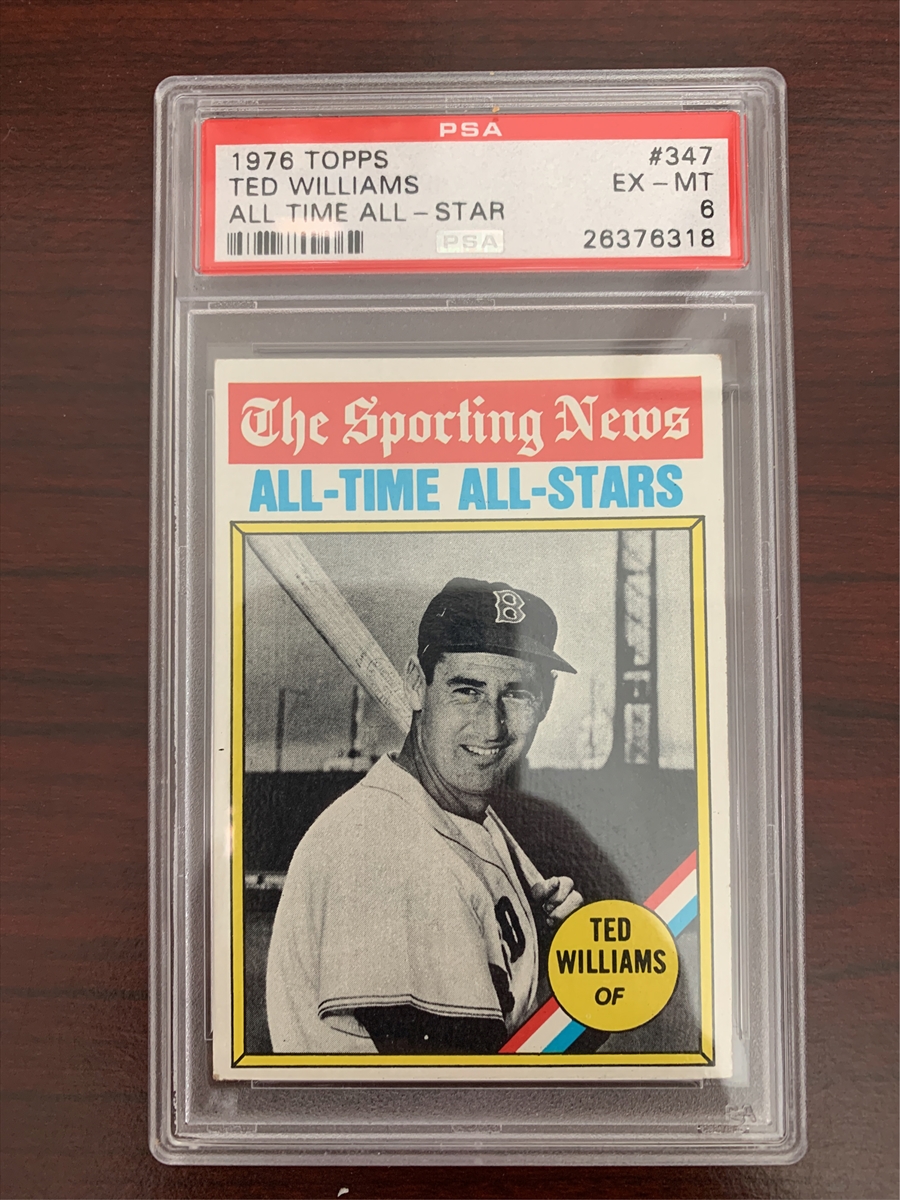 PSA
1976 TOPPS #347
TED WILLIAMS EX - MT
ALL TIME ALL - STAR 6
PSA 26376318
The Sporting News
ALL-TIME ALL-STARS
B
TED
WILLIAMS
OF